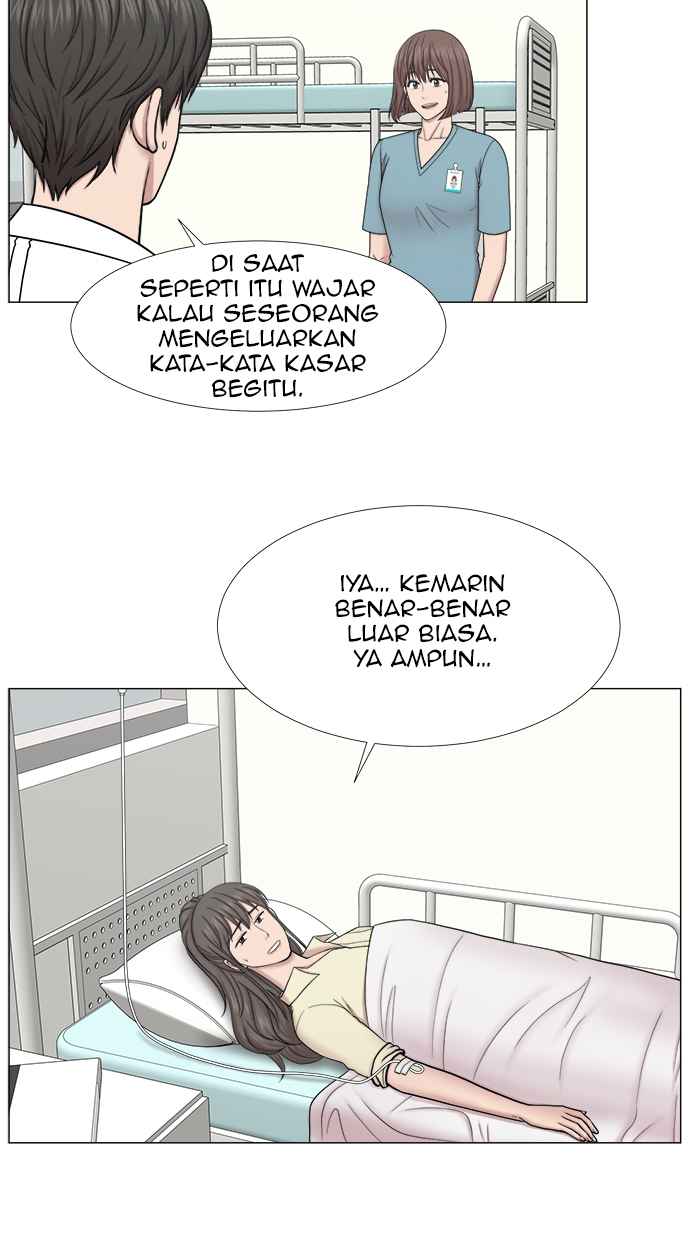 DI SAAT
SEPERTI ITU WAJAR
KALAU SESEORANG
MENGELUARKAN
KATA-KATA KASAR
BEGITU.
IYA... KEMARIN
BENAR-BENAR
LUAR BIASA.
YA AMPUN...